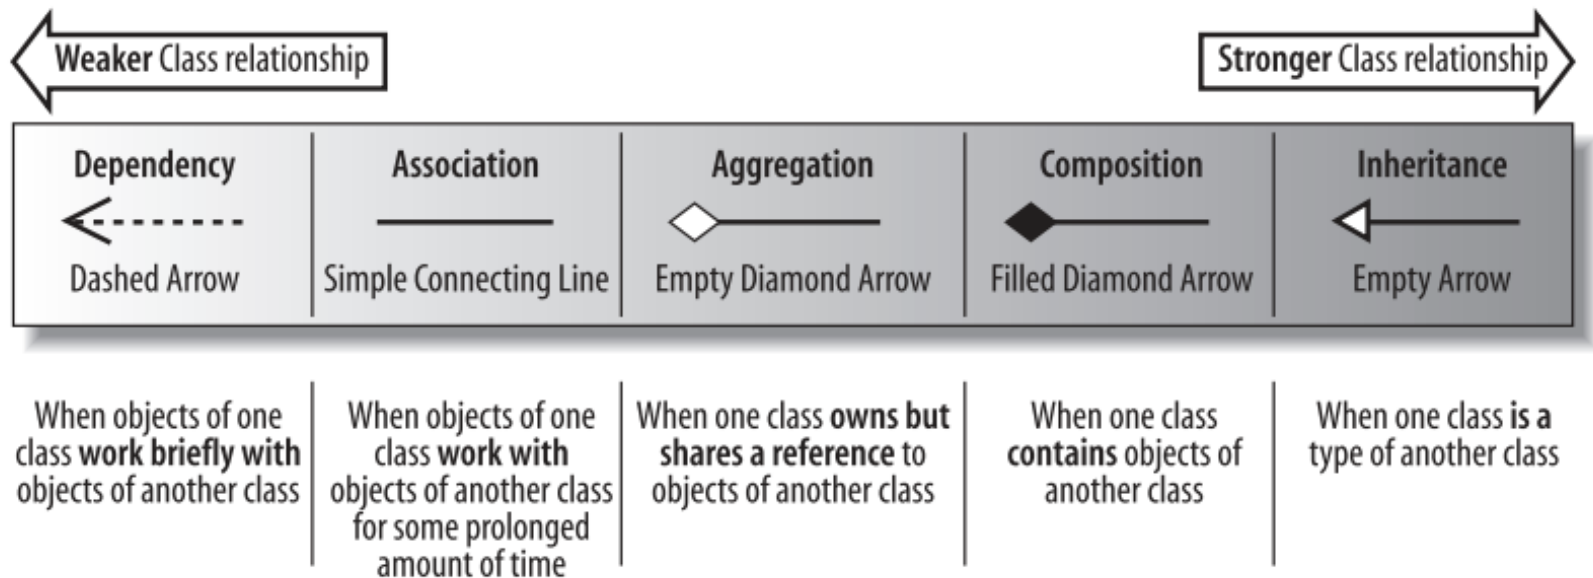 Weaker Class relationship
Stronger Class relationship
Dependency
Dashed Arrow
Association
Simple Connecting Line
Aggregation
Empty Diamond Arrow
Composition
Filled Diamond Arrow
Inheritance
Empty Arrow
When objects of one
class work briefly with
objects of another class
When objects of one
class work with
objects of another class
for some prolonged
amount of time
When one class owns but
shares a reference to
objects of another class
When one class
contains objects of
another class
When one class is a
type of another class